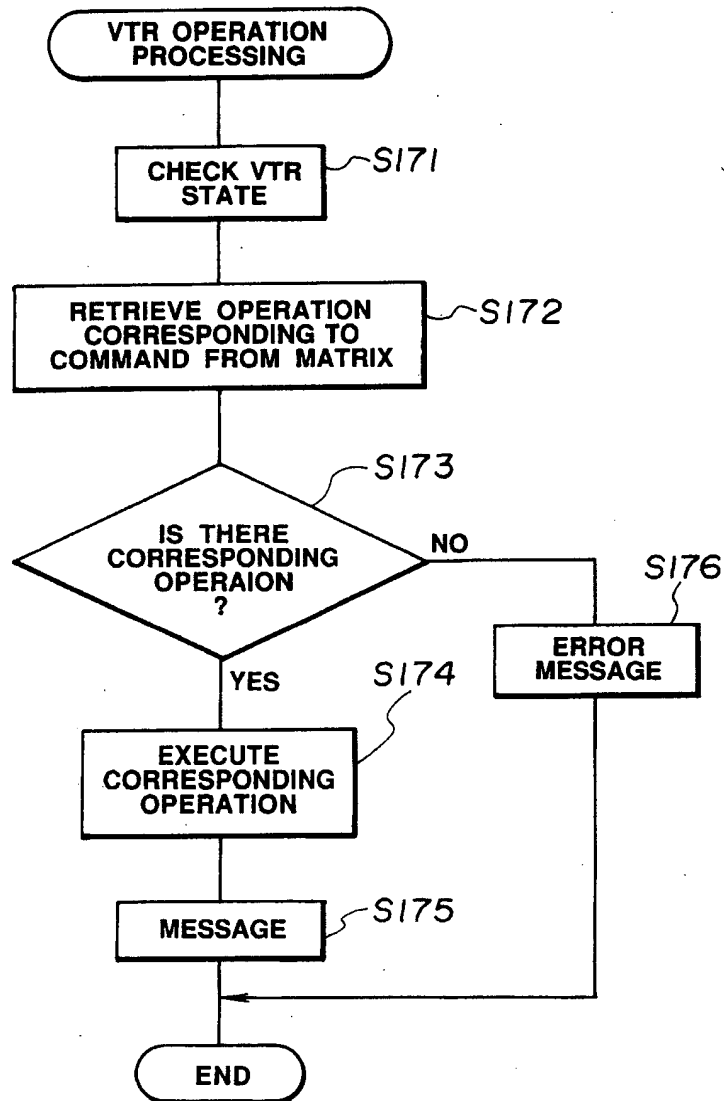 VTR OPERATION
PROCESSING
S171
CHECK VTR
STATE
S172
RETRIEVE OPERATION
CORRESPONDING TO
COMMAND FROM MATRIX
S173
IS THERE
CORRESPONDING
OPERAION
?
NO
YES
S176
ERROR
MESSAGE
S174
EXECUTE
CORRESPONDING
OPERATION
S175
MESSAGE
END